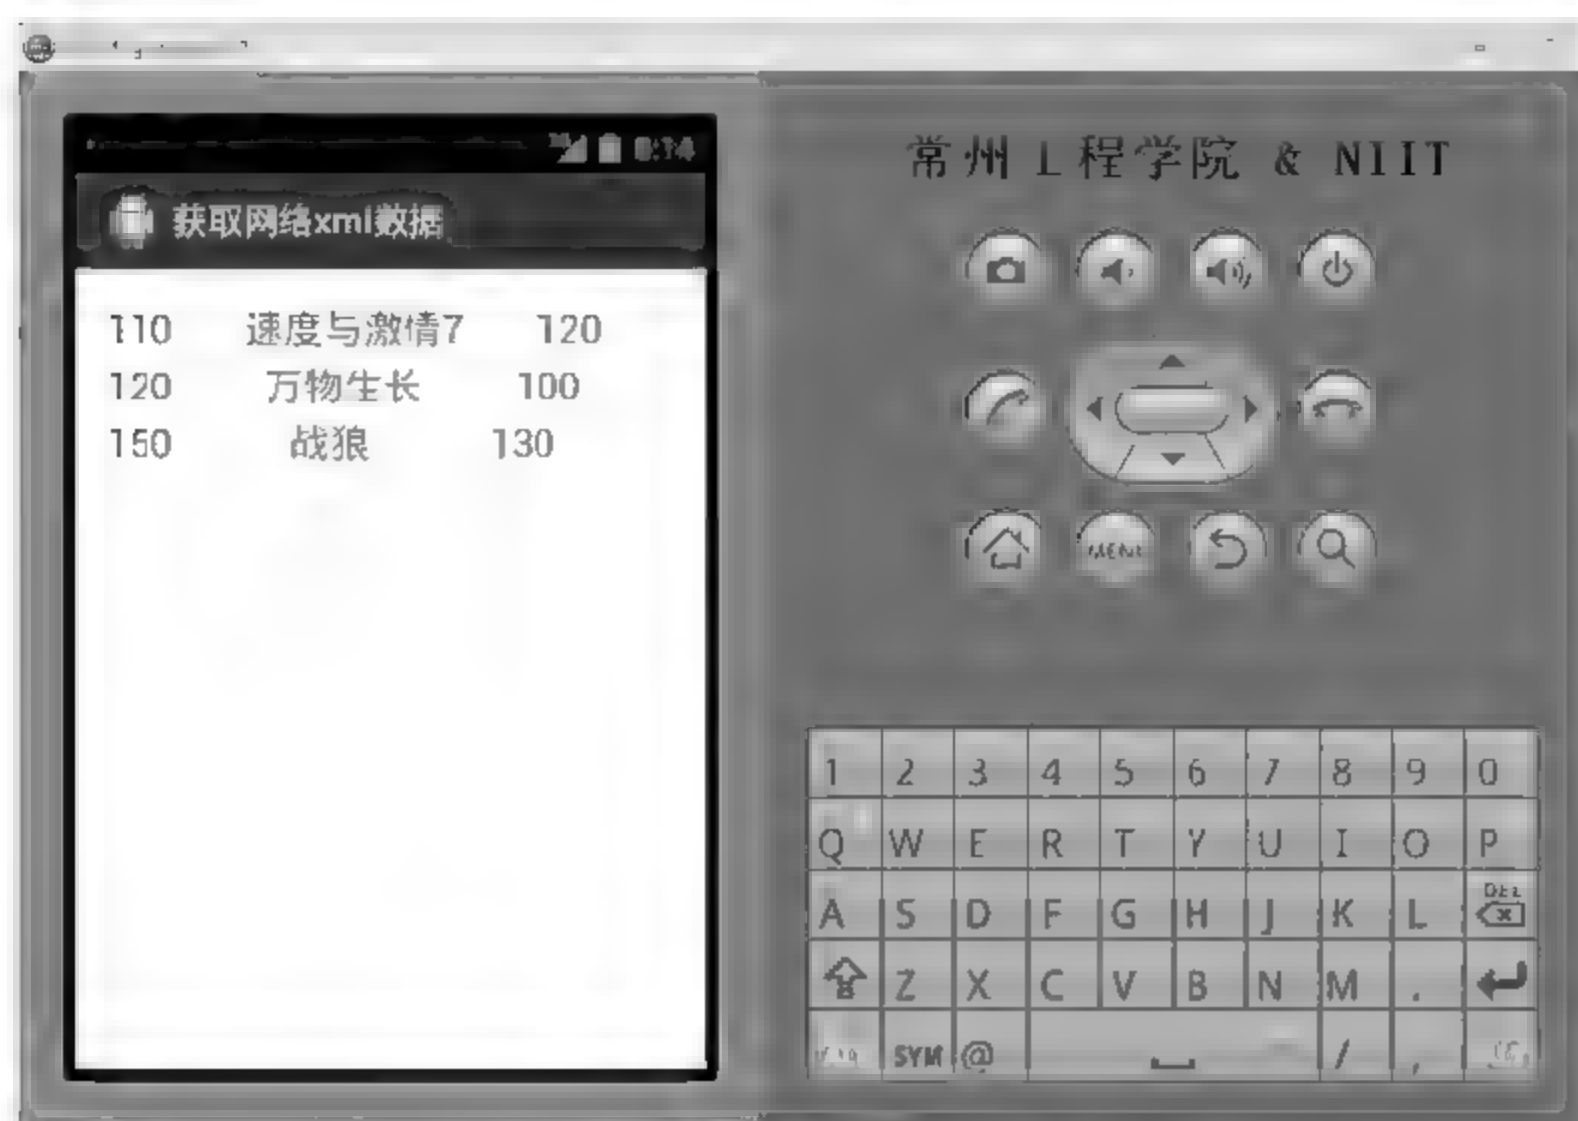 获取网络xml数据
110 速度与激情7 120
120 万物生长 100
150 战狼 130
常州工程学院 & NIIT
MENU
1 2 3 4 5 6 7 8 9 0
Q W E R T Y U I O P
A S D F G H J K L DEL
Z X C V B N M .
SYM @ / ,